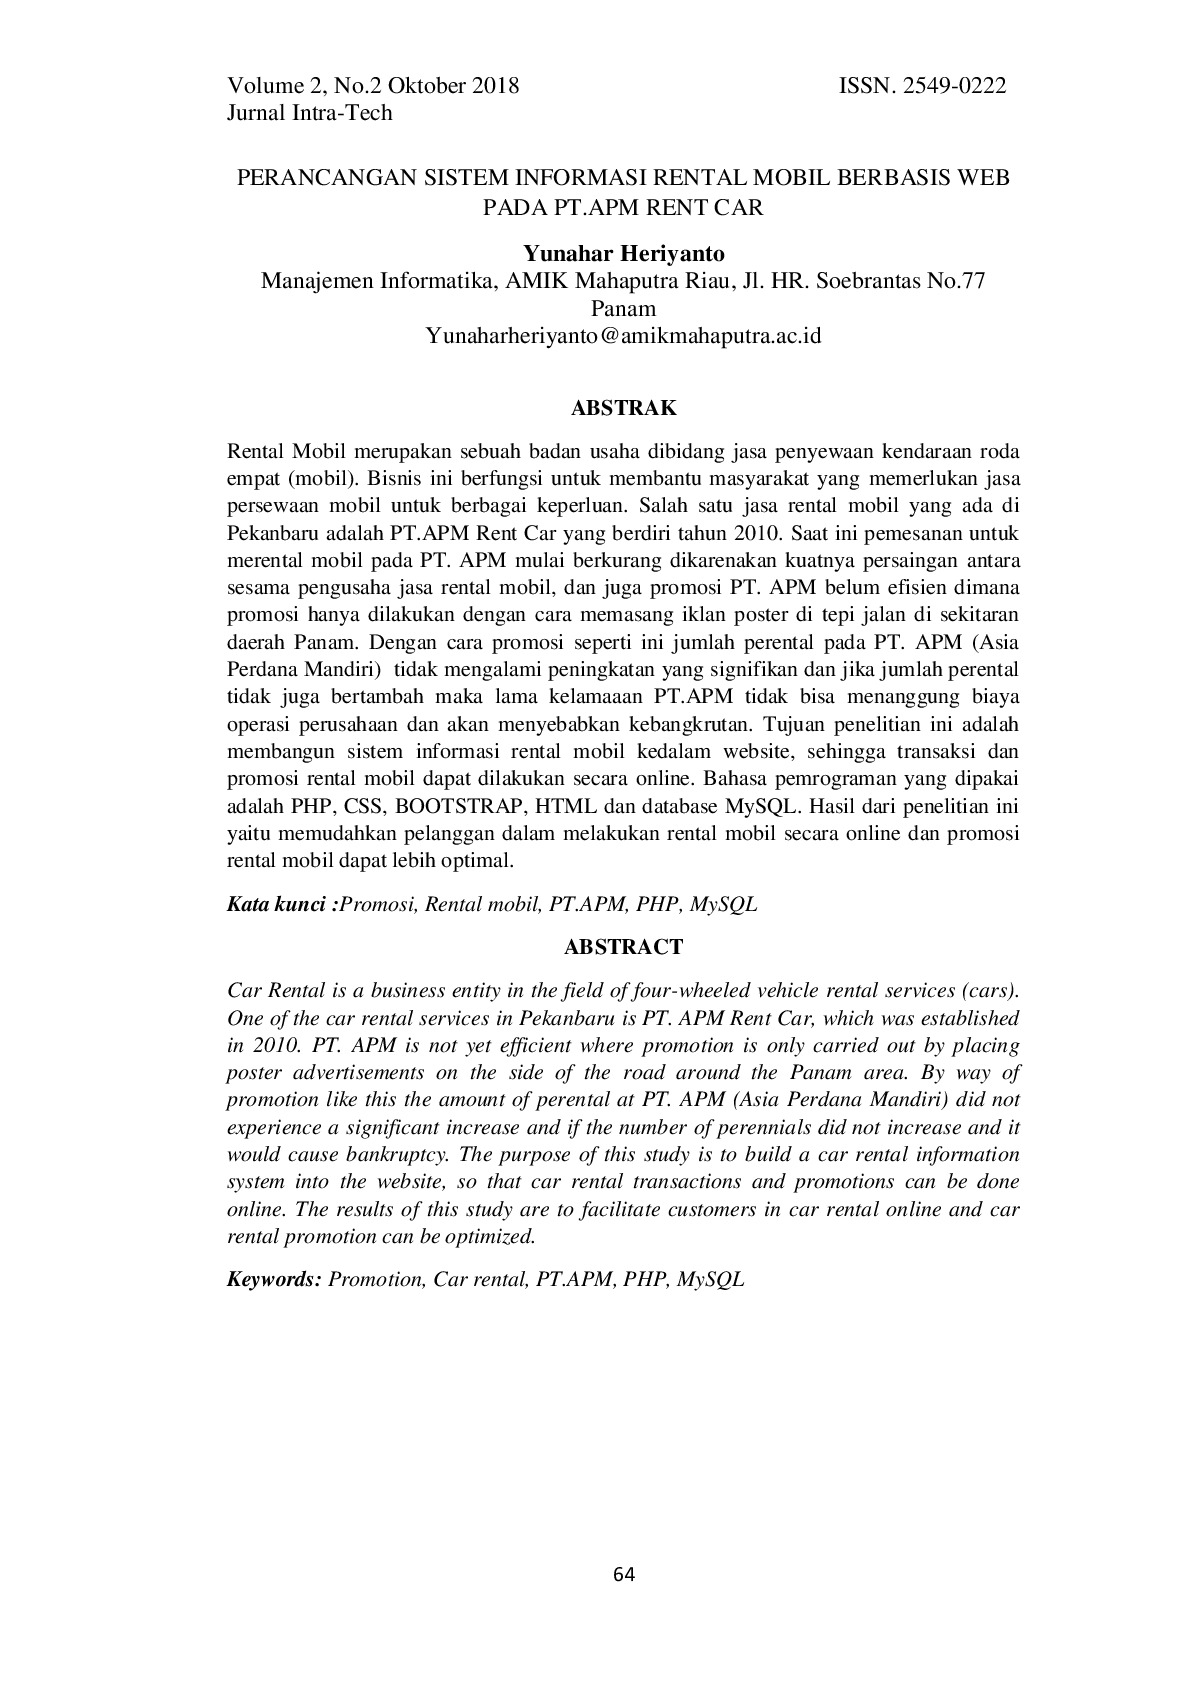 Volume 2, No.2 Oktober 2018 ISSN. 2549-0222
Jurnal Intra-Tech
PERANCANGAN SISTEM INFORMASI RENTAL MOBIL BERBASIS WEB
PADA PT.APM RENT CAR
Yunahar Heriyanto
Manajemen Informatika, AMIK Mahaputra Riau, Jl. HR. Soebrantas No.77
Panam
Yunaharheriyanto@amikmahaputra.ac.id
ABSTRAK
Rental Mobil merupakan sebuah badan usaha dibidang jasa penyewaan kendaraan roda
empat (mobil). Bisnis ini berfungsi untuk membantu masyarakat yang memerlukan jasa
persewaan mobil untuk berbagai keperluan. Salah satu jasa rental mobil yang ada di
Pekanbaru adalah PT.APM Rent Car yang berdiri tahun 2010. Saat ini pemesanan untuk
merental mobil pada PT. APM mulai berkurang dikarenakan kuatnya persaingan antara
sesama pengusaha jasa rental mobil, dan juga promosi PT. APM belum efisien dimana
promosi hanya dilakukan dengan cara memasang iklan poster di tepi jalan di sekitaran
daerah Panam. Dengan cara promosi seperti ini jumlah perental pada PT. APM (Asia
Perdana Mandiri)  tidak mengalami peningkatan yang signifikan dan jika jumlah perental
tidak juga bertambah maka lama kelamaaan PT.APM tidak bisa menanggung biaya
operasi perusahaan dan akan menyebabkan kebangkrutan. Tujuan penelitian ini adalah
membangun sistem informasi rental mobil kedalam website, sehingga transaksi dan
promosi rental mobil dapat dilakukan secara online. Bahasa pemrograman yang dipakai
adalah PHP, CSS, BOOTSTRAP, HTML dan database MySQL. Hasil dari penelitian ini
yaitu memudahkan pelanggan dalam melakukan rental mobil secara online dan promosi
rental mobil dapat lebih optimal.
Kata kunci :Promosi, Rental mobil, PT.APM, PHP, MySQL
ABSTRACT
Car Rental is a business entity in the field of four-wheeled vehicle rental services (cars).
One of the car rental services in Pekanbaru is PT. APM Rent Car, which was established
in 2010. PT. APM is not yet efficient where promotion is only carried out by placing
poster advertisements on the side of the road around the Panam area. By way of
promotion like this the amount of perental at PT. APM (Asia Perdana Mandiri) did not
experience a significant increase and if the number of perennials did not increase and it
would cause bankruptcy. The purpose of this study is to build a car rental information
system into the website, so that car rental transactions and promotions can be done
online. The results of this study are to facilitate customers in car rental online and car
rental promotion can be optimized.
Keywords: Promotion, Car rental, PT.APM, PHP, MySQL
64